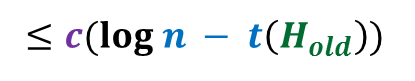 ≤ c(log n − t(H_old))